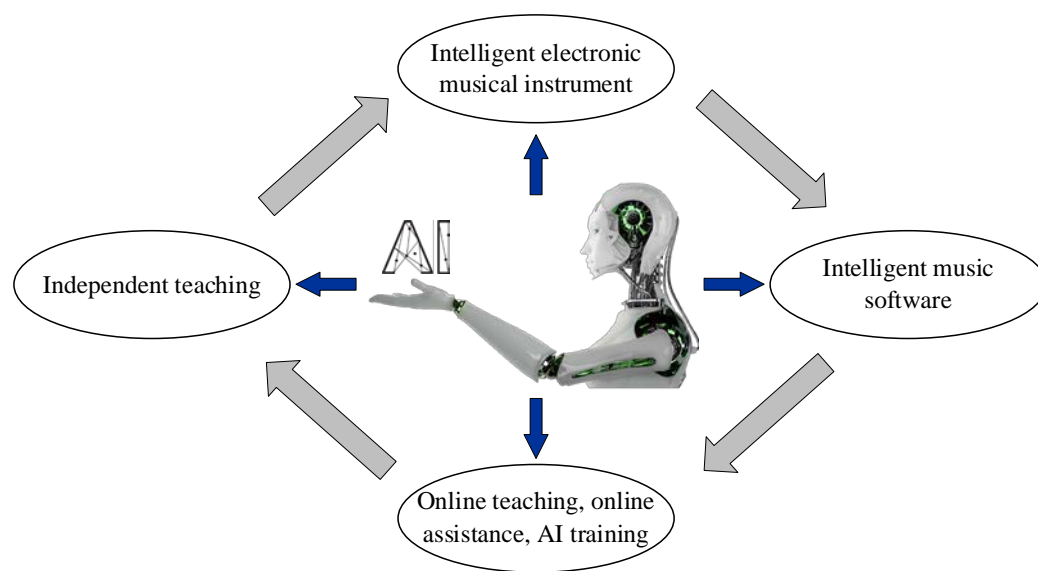 Intelligent electronic
musical instrument
AI
Independent teaching
Intelligent music
software
Online teaching, online
assistance, AI training